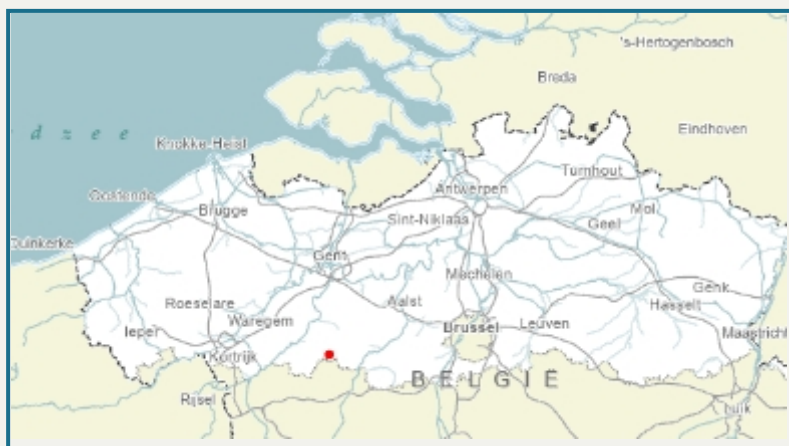 's-Hertogenbosch
Breda
Eindhoven
d z e e
Knokke-Heist
Turnhout
Antwerpen
Oostende
Brugge
Sint-Niklaas
Geel
Mol
Duinkerke
Gent
Mechelen
Genk
Roeselare
Aalst
Hasselt
Ieper
Waregem
Brussel
Leuven
Maastricht
Kortrijk
BELGIË
Rijsel
Luik